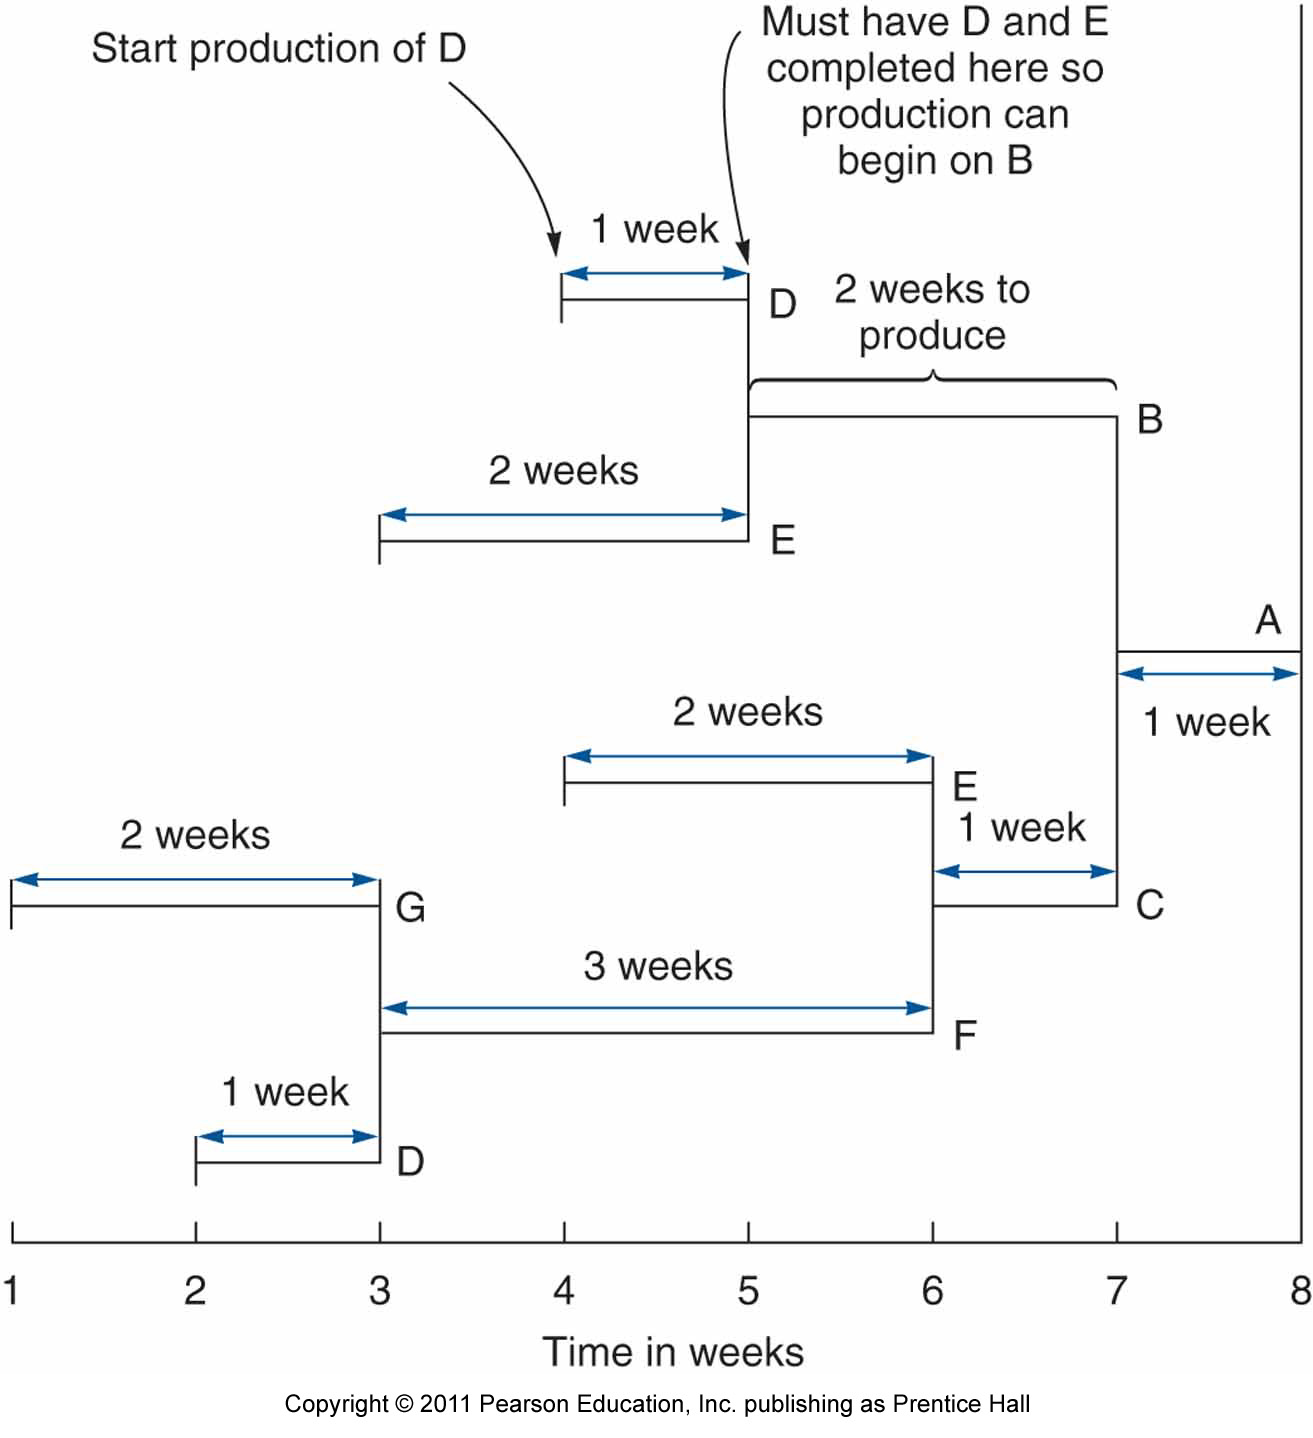 Start production of D
Must have D and E
completed here so
production can
begin on B
1 week
D
2 weeks to
produce
B
2 weeks
E
A
1 week
2 weeks
E
1 week
C
2 weeks
G
3 weeks
F
1 week
D
1 2 3 4 5 6 7 8
Time in weeks
Copyright © 2011 Pearson Education, Inc. publishing as Prentice Hall